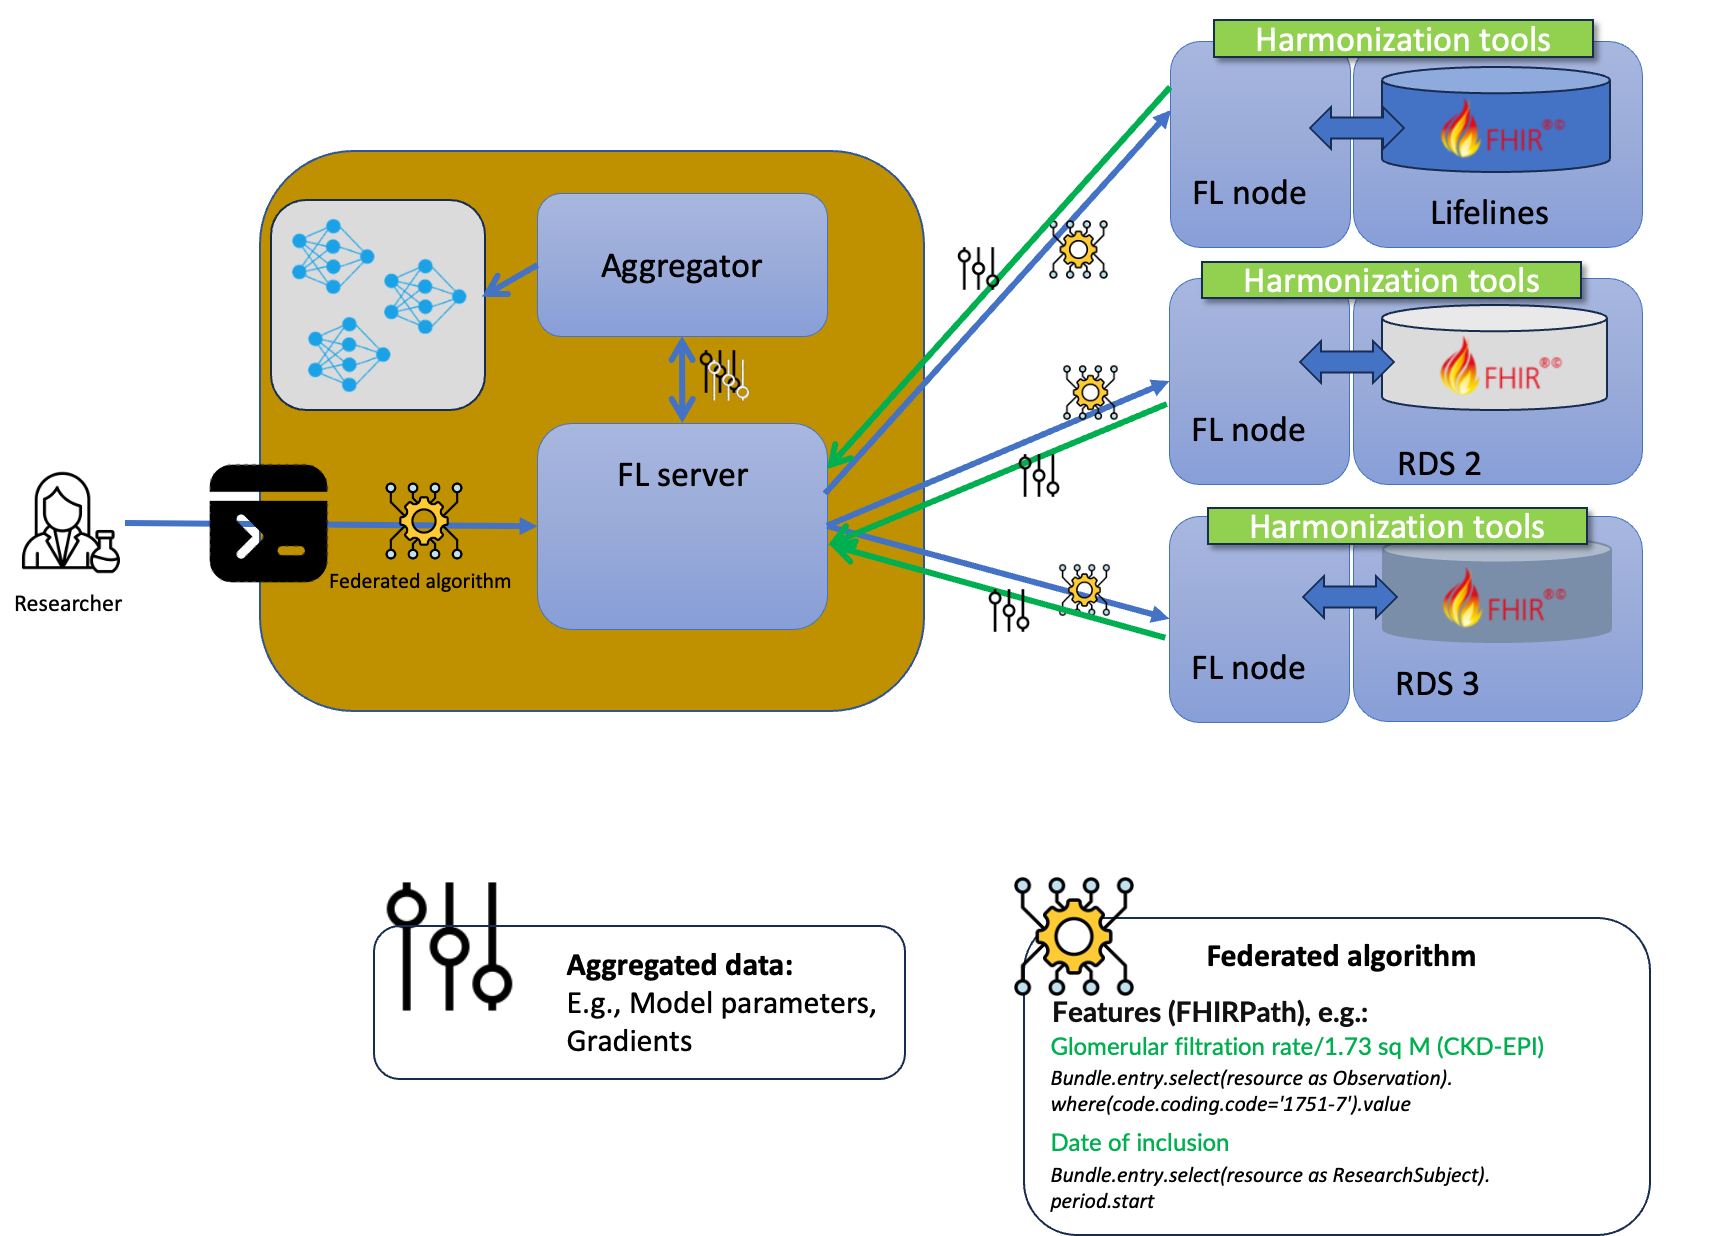 Harmonization tools
FHIR®©
FL node
Lifelines
Harmonization tools
FHIR®©
FL node
RDS 2
Harmonization tools
FHIR®©
FL node
RDS 3
Aggregator
FL server
Federated algorithm
Researcher
Aggregated data:
E.g., Model parameters,
Gradients
Federated algorithm
Features (FHIRPath), e.g.:
Glomerular filtration rate/1.73 sq M (CKD-EPI)
Bundle.entry.select(resource as Observation).
where(code.coding.code='1751-7').value
Date of inclusion
Bundle.entry.select(resource as ResearchSubject).
period.start